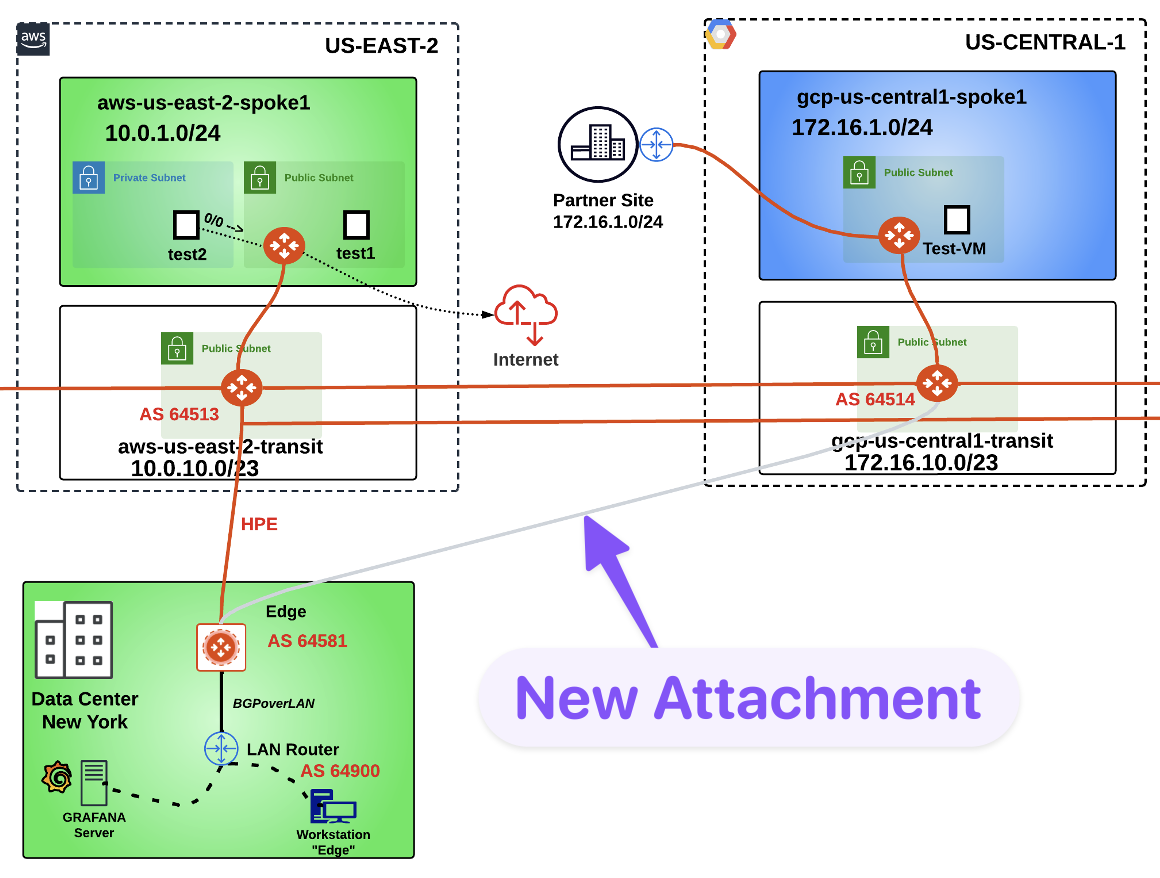 aws
US-EAST-2
aws-us-east-2-spoke1
10.0.1.0/24
Private Subnet
Public Subnet
0/0
test2
test1
Internet
Public Subnet
AS 64513
aws-us-east-2-transit
10.0.10.0/23
HPE
Partner Site
172.16.1.0/24
US-CENTRAL-1
gcp-us-central1-spoke1
172.16.1.0/24
Public Subnet
Test-VM
Public Subnet
AS 64514
gcp-us-central1-transit
172.16.10.0/23
New Attachment
Edge
AS 64581
Data Center
New York
BGPoverLAN
LAN Router
AS 64900
GRAFANA
Server
Workstation
"Edge"